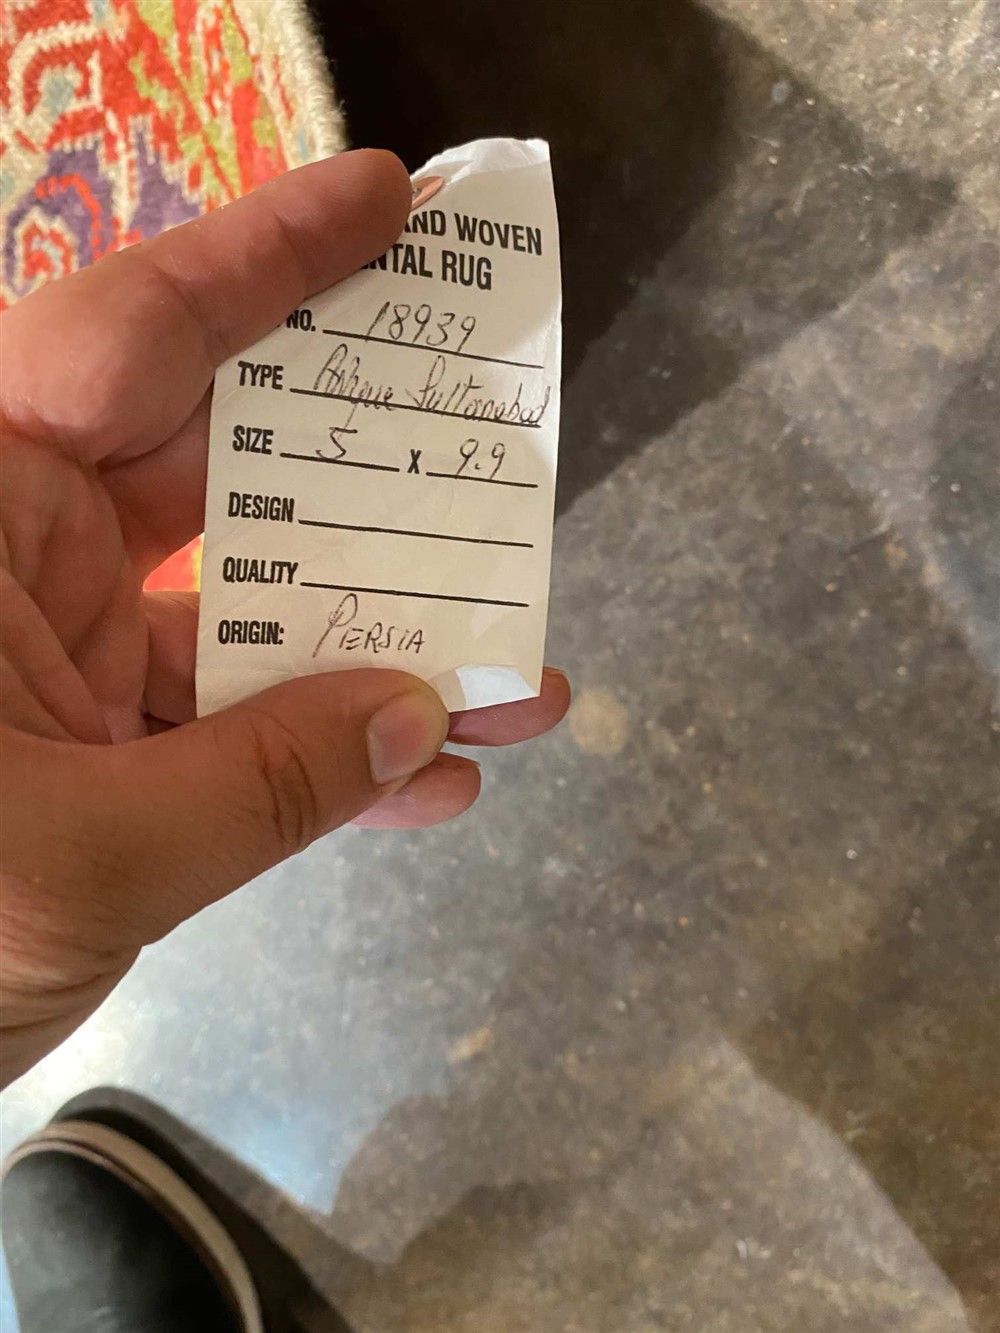 AND WOVEN
NTAL RUG
NO. 18939
TYPE Antique Sultanabad
SIZE 5 X 9.9
DESIGN
QUALITY
ORIGIN: PERSIA